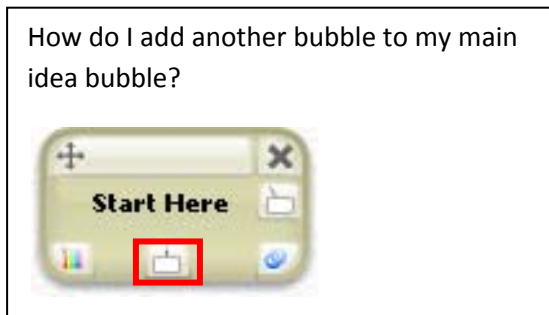 How do I add another bubble to my main
idea bubble?
Start Here